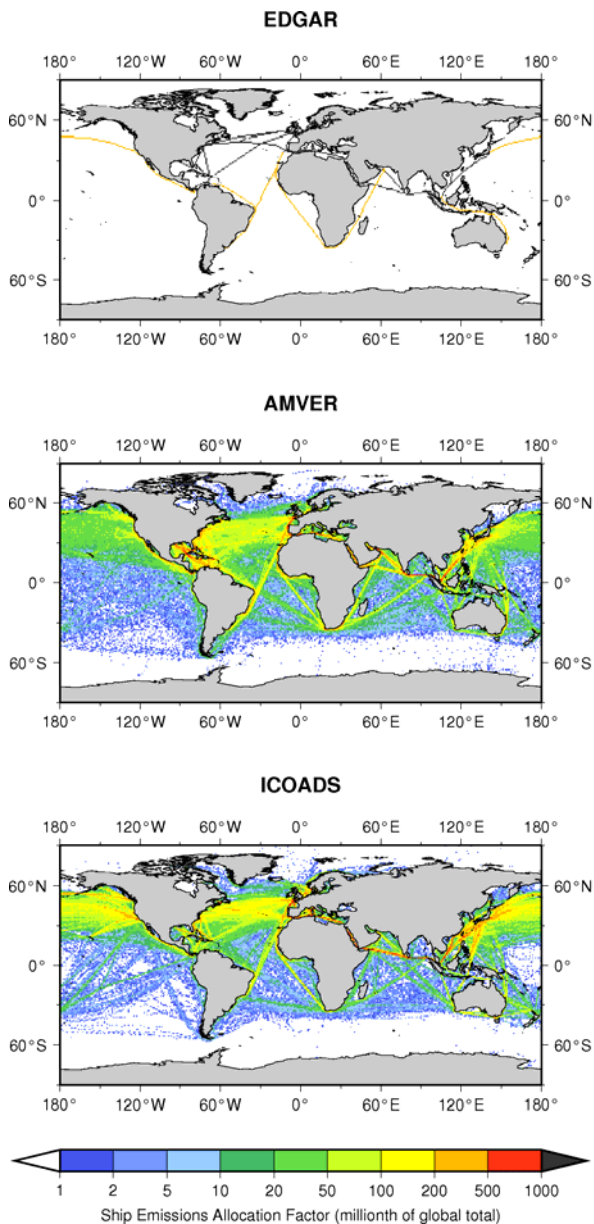 EDGAR
180° 120°W 60°W 0° 60°E 120°E 180°
60°N 60°N
0° 0°
60°S 60°S
180° 120°W 60°W 0° 60°E 120°E 180°
AMVER
180° 120°W 60°W 0° 60°E 120°E 180°
60°N 60°N
0° 0°
60°S 60°S
180° 120°W 60°W 0° 60°E 120°E 180°
ICOADS
180° 120°W 60°W 0° 60°E 120°E 180°
60°N 60°N
0° 0°
60°S 60°S
180° 120°W 60°W 0° 60°E 120°E 180°
1 2 5 10 20 50 100 200 500 1000
Ship Emissions Allocation Factor (millionth of global total)